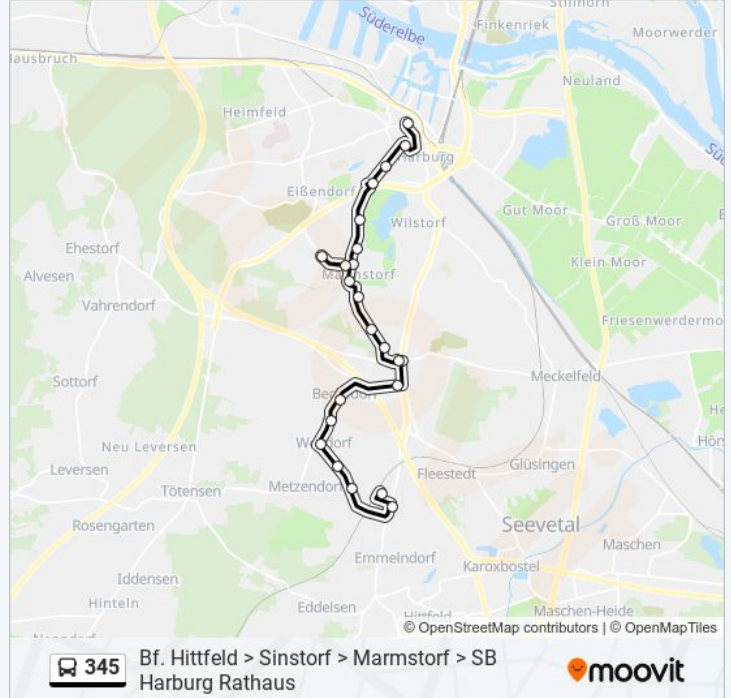 Stillhorn
Süderelbe
Finkenriek
Moorwerder
lausbruch
Neuland
Heimfeld
Harburg
Eißendorf
Gut Moor
Wilstorf
Groß Moor
Ehestorf
Klein Moor
Alvesen
Marmstorf
Vahrendorf
Friesenwerdermo
Meckelfeld
Sottorf
Neu Leversen
Glüsingen
Leversen
Fleestedt
Tötensen
Metzendorf
Rosengarten
Seevetal
Maschen
Emmelndorf
Karoxbostel
Iddensen
Hinteln
Eddelsen
Hittfeld
Maschen-Heide
© OpenStreetMap contributors | © OpenMapTiles
345
Bf. Hittfeld > Sinstorf > Marmstorf > SB
Harburg Rathaus
moovit